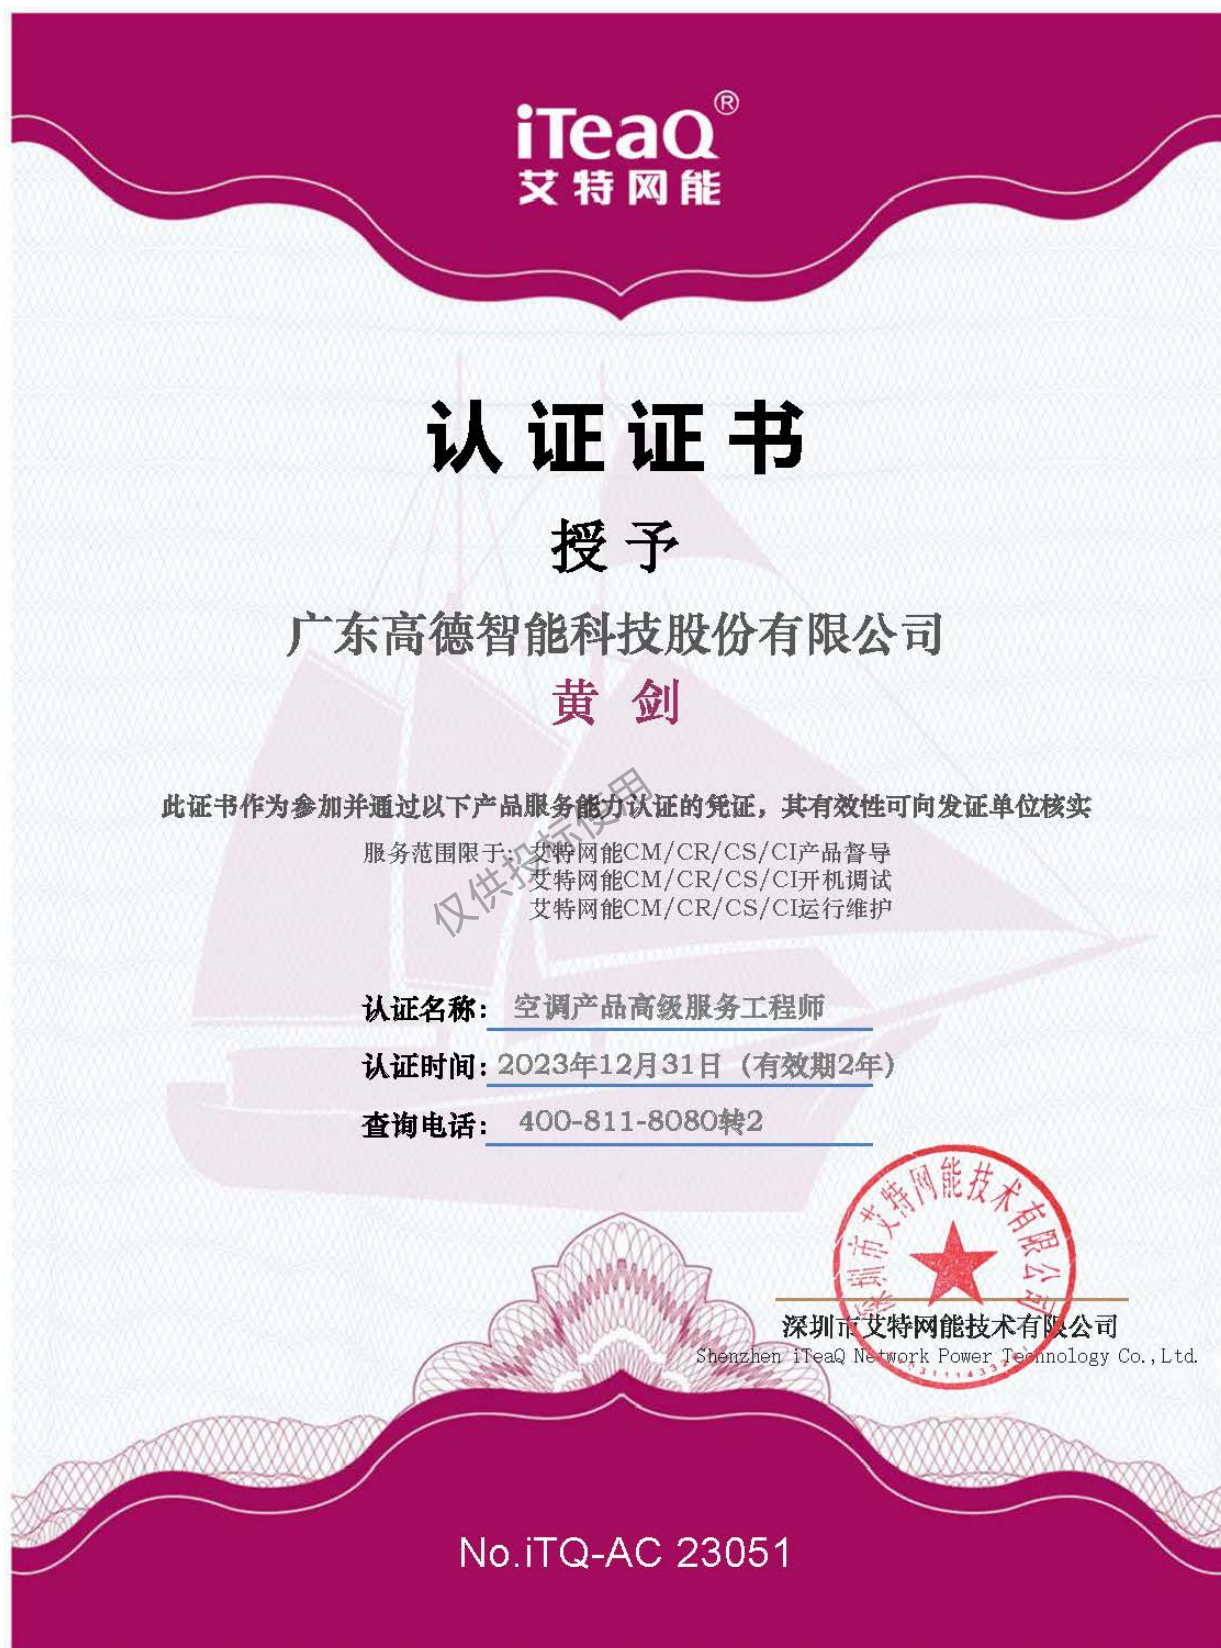 iTeaQ®
艾特网能
认证证书
授予
广东高德智能科技股份有限公司
黄 剑
此证书作为参加并通过以下产品服务能力认证的凭证，其有效性可向发证单位核实
服务范围限于：艾特网能CM/CR/CS/CI产品督导
艾特网能CM/CR/CS/CI开机调试
艾特网能CM/CR/CS/CI运行维护
仅供投标使用
认证名称： 空调产品高级服务工程师
认证时间：2023年12月31日（有效期2年）
查询电话： 400-811-8080转2
深圳市艾特网能技术有限公司
深圳市艾特网能技术有限公司
Shenzhen iTeaQ Network Power Technology Co.,Ltd.
No.iTQ-AC 23051